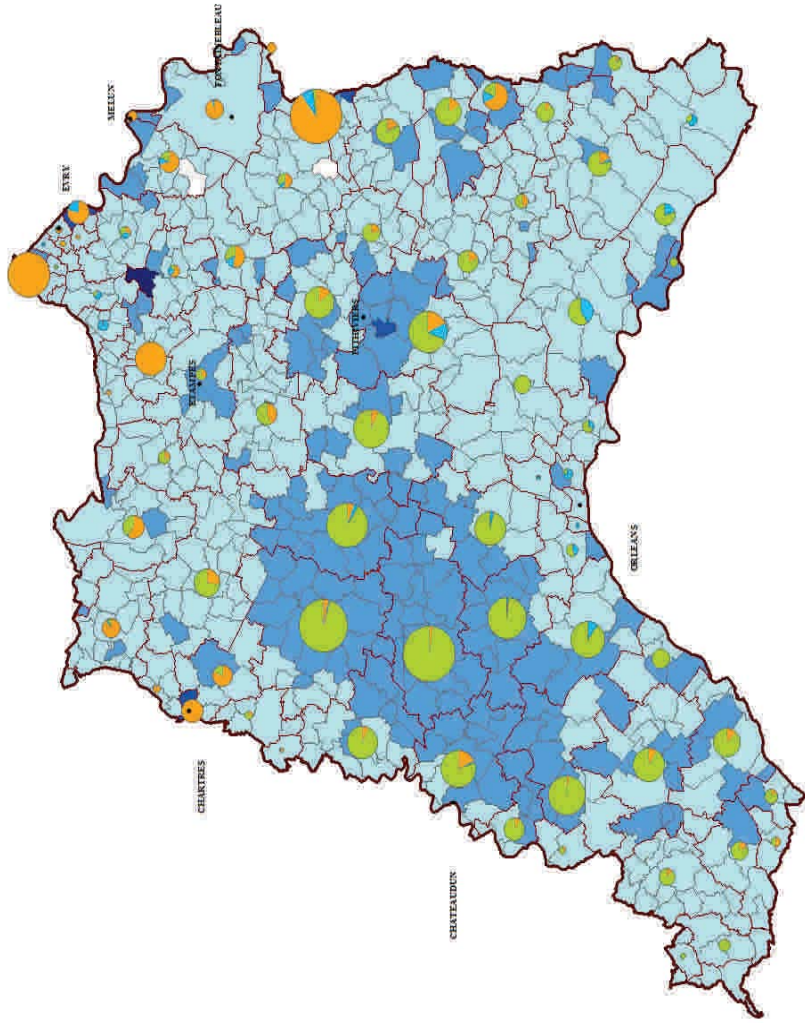 FONTAINEBLEAU
MELUN
EVRY
PITHIVIERS
ETAMPES
ORLEANS
CHARTRES
CHATEAUDUN